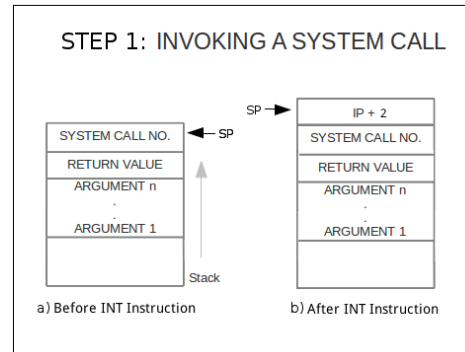 STEP 1: INVOKING A SYSTEM CALL
SYSTEM CALL NO.
RETURN VALUE
ARGUMENT n
.
.
ARGUMENT 1
SP
Stack
a) Before INT Instruction
SP
IP + 2
SYSTEM CALL NO.
RETURN VALUE
ARGUMENT n
.
.
ARGUMENT 1
b) After INT Instruction